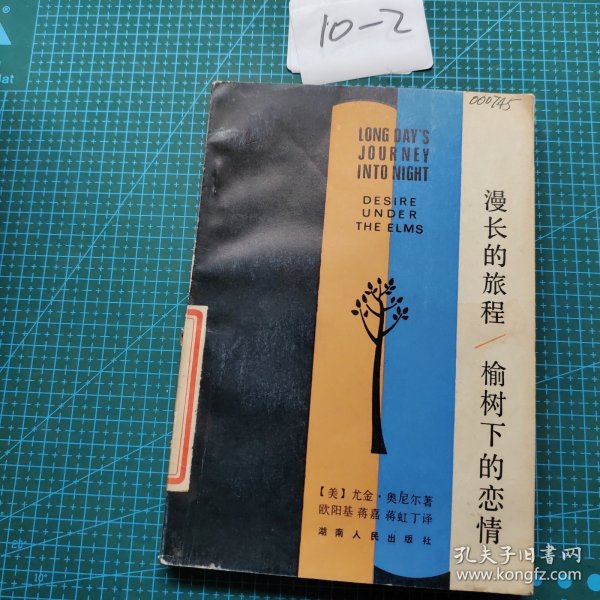 10-2
000745
LONG DAY'S
JOURNEY
INTO NIGHT
DESIRE
UNDER
THE ELMS
漫长的旅程/榆树下的恋情
【美】尤金·奥尼尔著
欧阳基 蒋嘉 蒋虹丁译
湖南人民出版社
孔夫子旧书网
www.kongfz.com